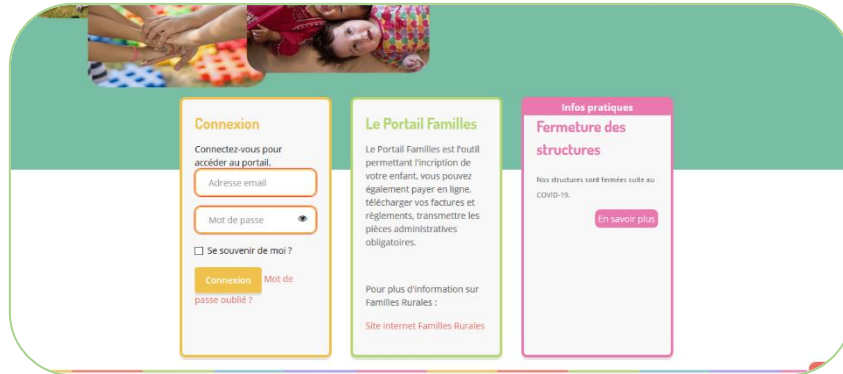 Connexion
Connectez-vous pour
accéder au portail.
Adresse email
Mot de passe
Se souvenir de moi ?
Connexion Mot de
passe oublié ?
Le Portail Familles
Le Portail Familles est l'outil
permettant l'incription de
votre enfant, vous pouvez
également payer en ligne,
télécharger vos factures et
règlements, transmettre les
pièces administratives
obligatoires.
Pour plus d'information sur
Familles Rurales :
Site internet Familles Rurales
Infos pratiques
Fermeture des
structures
Nos structures sont fermées suite au
COVID-19.
En savoir plus